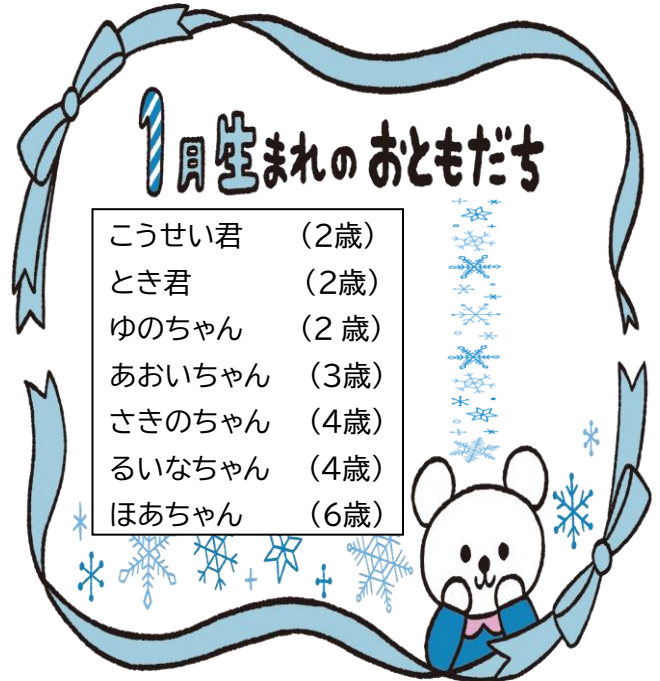 1月生まれのおともだち
こうせい君 （2歳）
とき君 （2歳）
ゆのちゃん （2 歳）
あおいちゃん （3歳）
さきのちゃん （4歳）
るいなちゃん （4歳）
ほあちゃん （6歳）